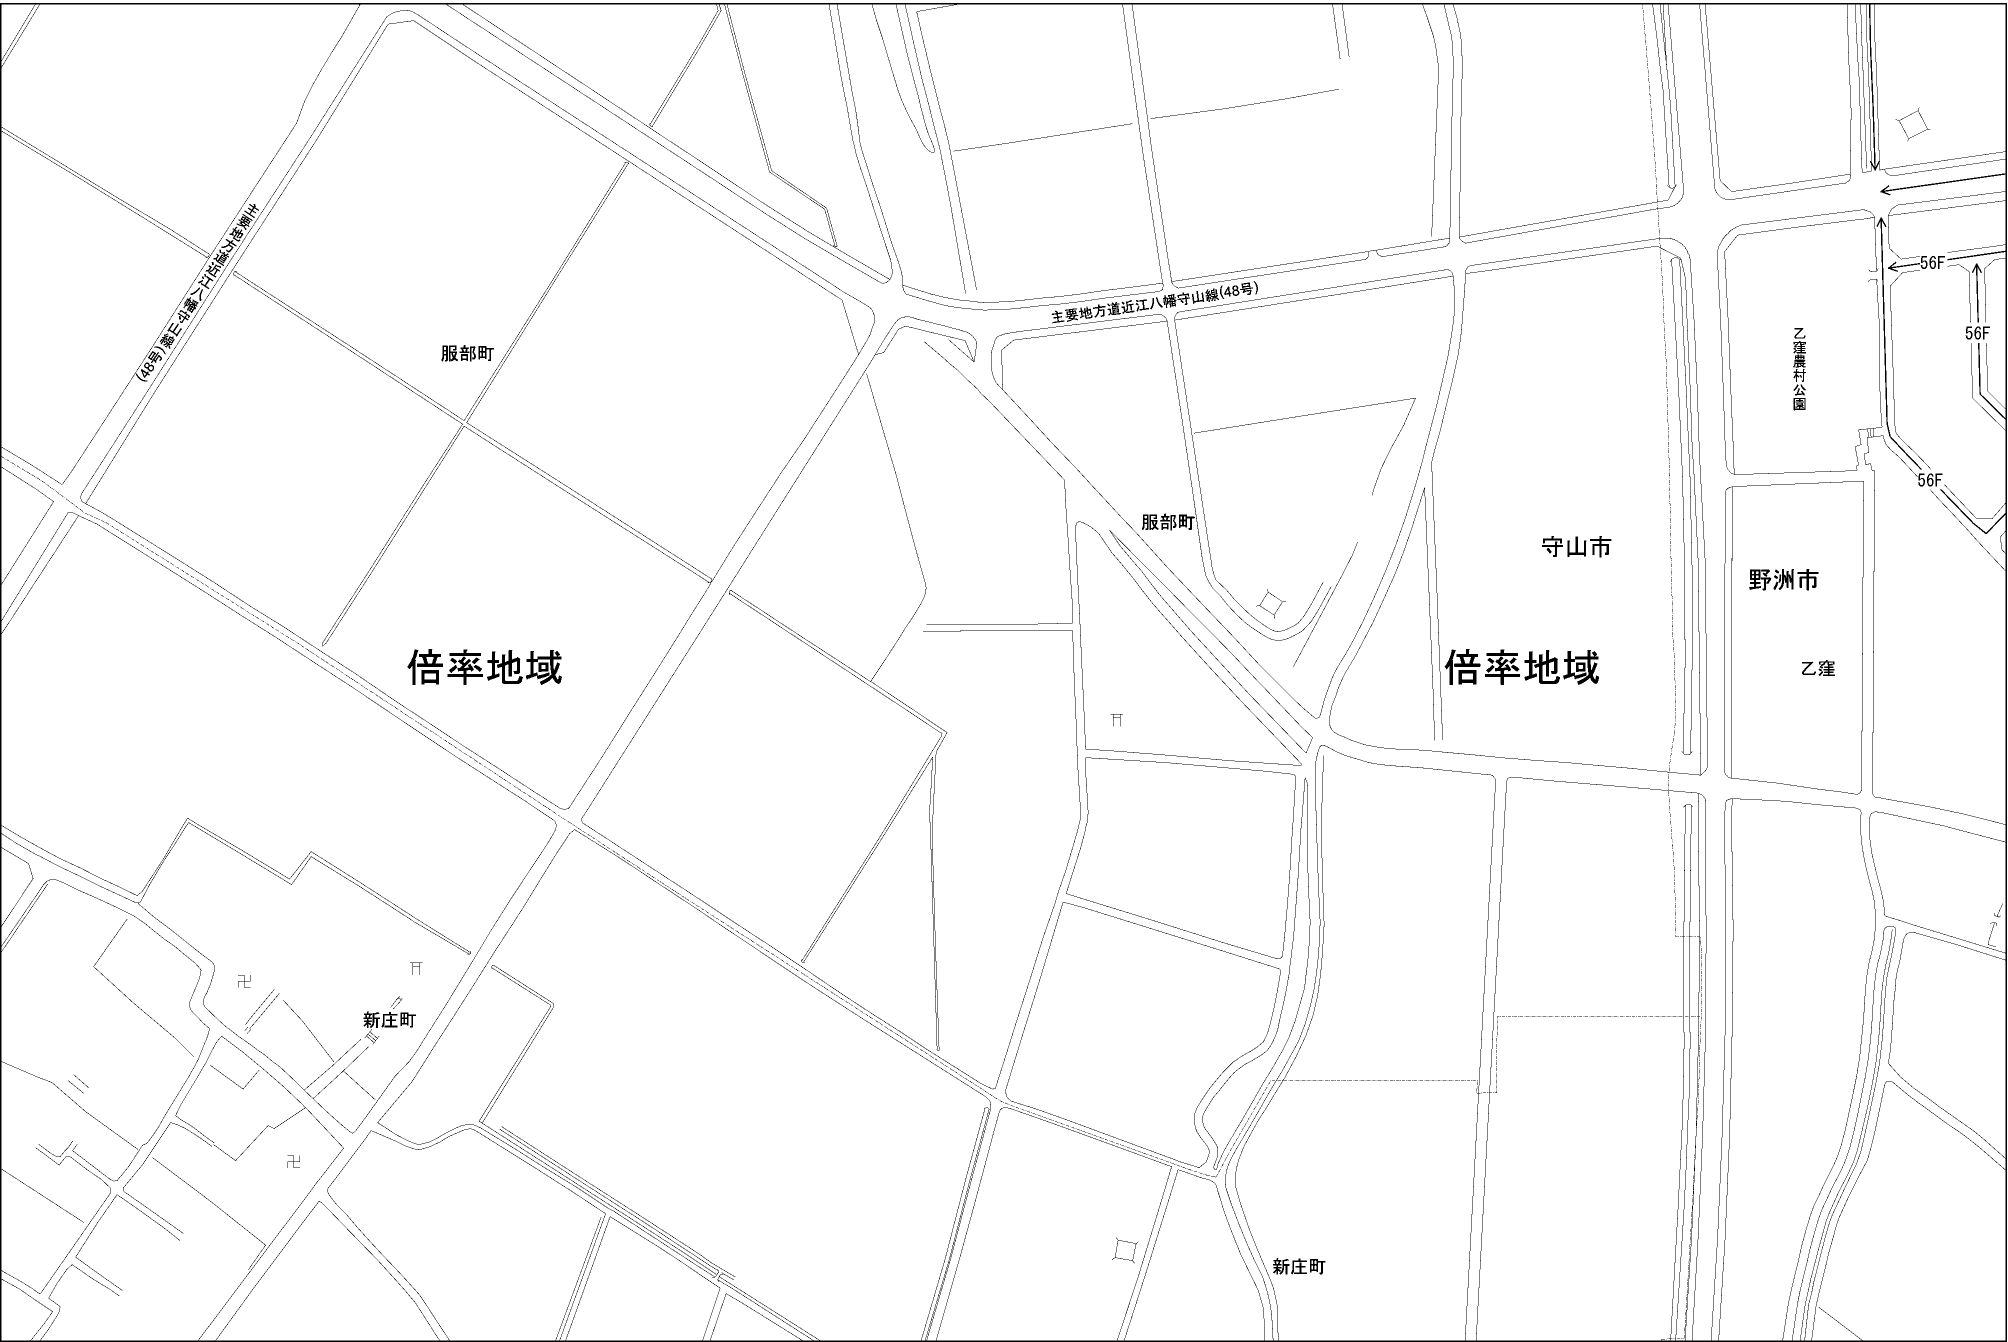 主要地方道近江八幡守山線(48号)
56F
主要地方道近江八幡守山線(48号)
56F
服部町
乙窪農村公園
56F
服部町
守山市
野洲市
倍率地域
倍率地域
乙窪
新庄町
新庄町